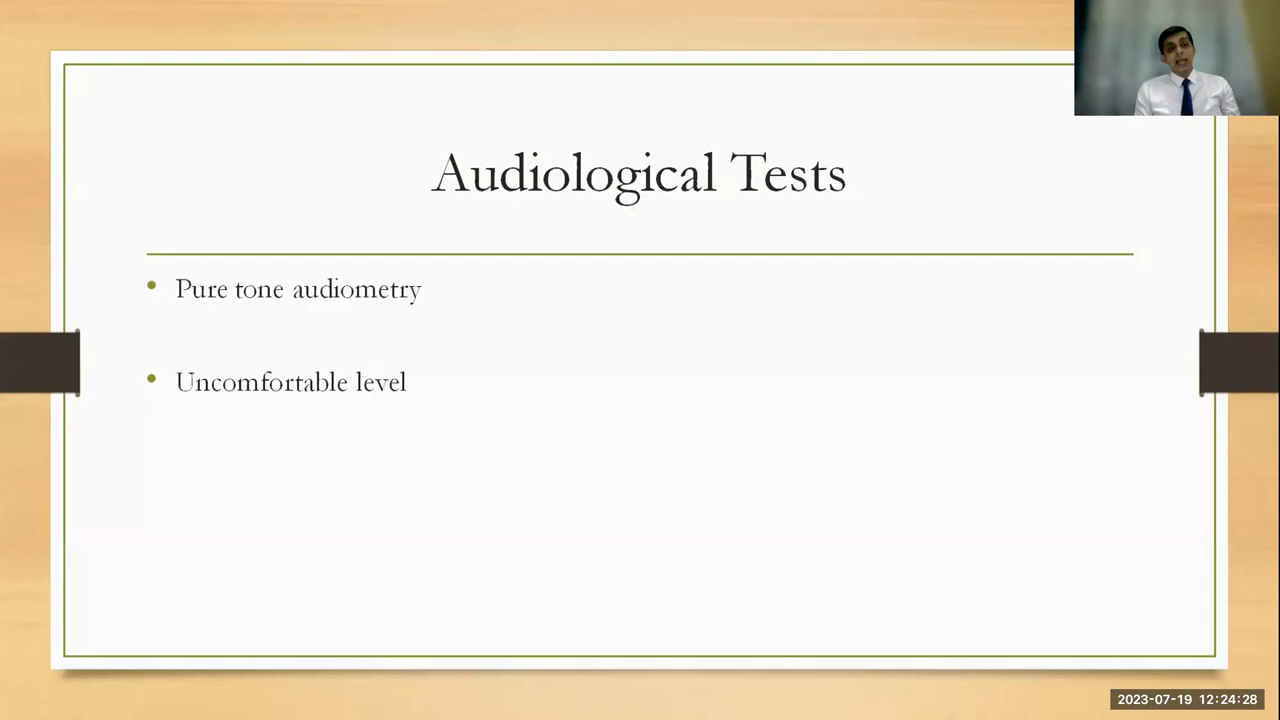 Audiological Tests
• Pure tone audiometry
• Uncomfortable level
2023-07-19 12:24:28